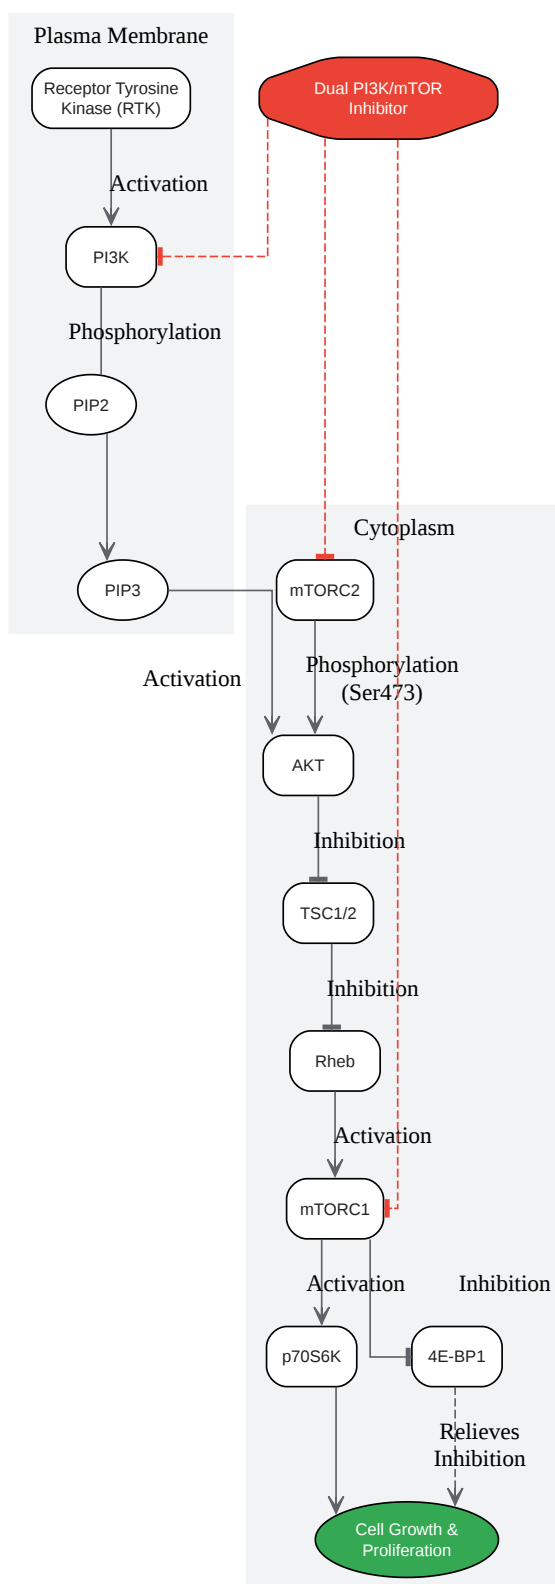 Plasma Membrane
Receptor Tyrosine
Kinase (RTK)
Dual PI3K/mTOR
Inhibitor
Activation
PI3K
Phosphorylation
PIP2
Cytoplasm
PIP3
mTORC2
Activation
Phosphorylation
(Ser473)
AKT
Inhibition
TSC1/2
Inhibition
Rheb
Activation
mTORC1
Activation
Inhibition
p70S6K
4E-BP1
Relieves
Inhibition
Cell Growth &
Proliferation